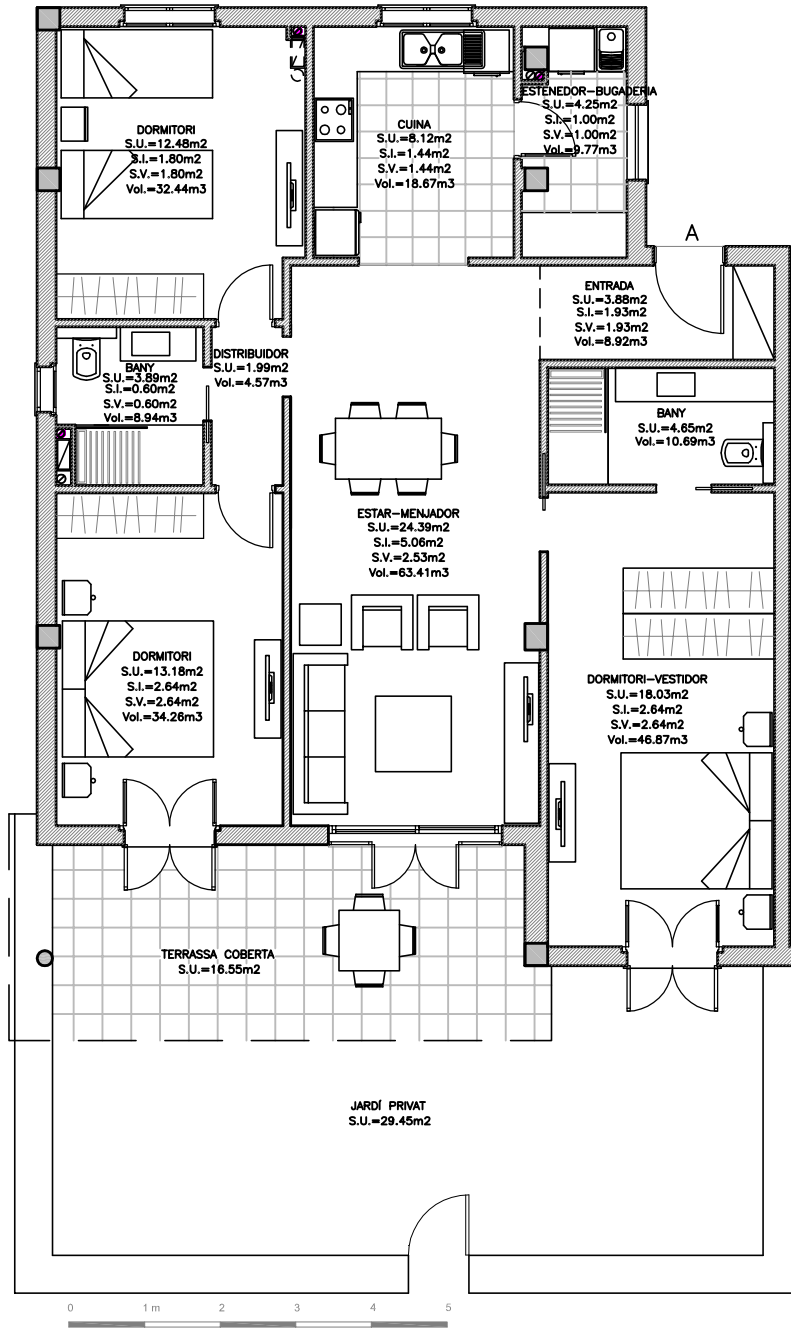 DORMITORI
S.U.=12.48m2
S.I.=1.80m2
S.V.=1.80m2
Vol.=32.44m3
CUINA
S.U.=8.12m2
S.I.=1.44m2
S.V.=1.44m2
Vol.=18.67m3
ESTENEDOR-BUGADERIA
S.U.=4.25m2
S.I.=1.00m2
S.V.=1.00m2
Vol.=9.77m3
A
ENTRADA
S.U.=3.88m2
S.I.=1.93m2
S.V.=1.93m2
Vol.=8.92m3
DISTRIBUIDOR
S.U.=1.99m2
Vol.=4.57m3
BANY
S.U.=3.89m2
S.I.=0.60m2
S.V.=0.60m2
Vol.=8.94m3
BANY
S.U.=4.65m2
Vol.=10.69m3
ESTAR-MENJADOR
S.U.=24.39m2
S.I.=5.06m2
S.V.=2.53m2
Vol.=63.41m3
DORMITORI
S.U.=13.18m2
S.I.=2.64m2
S.V.=2.64m2
Vol.=34.26m3
DORMITORI-VESTIDOR
S.U.=18.03m2
S.I.=2.64m2
S.V.=2.64m2
Vol.=46.87m3
TERRASSA COBERTA
S.U.=16.55m2
JARDÍ PRIVAT
S.U.=29.45m2
0 1 m 2 3 4 5